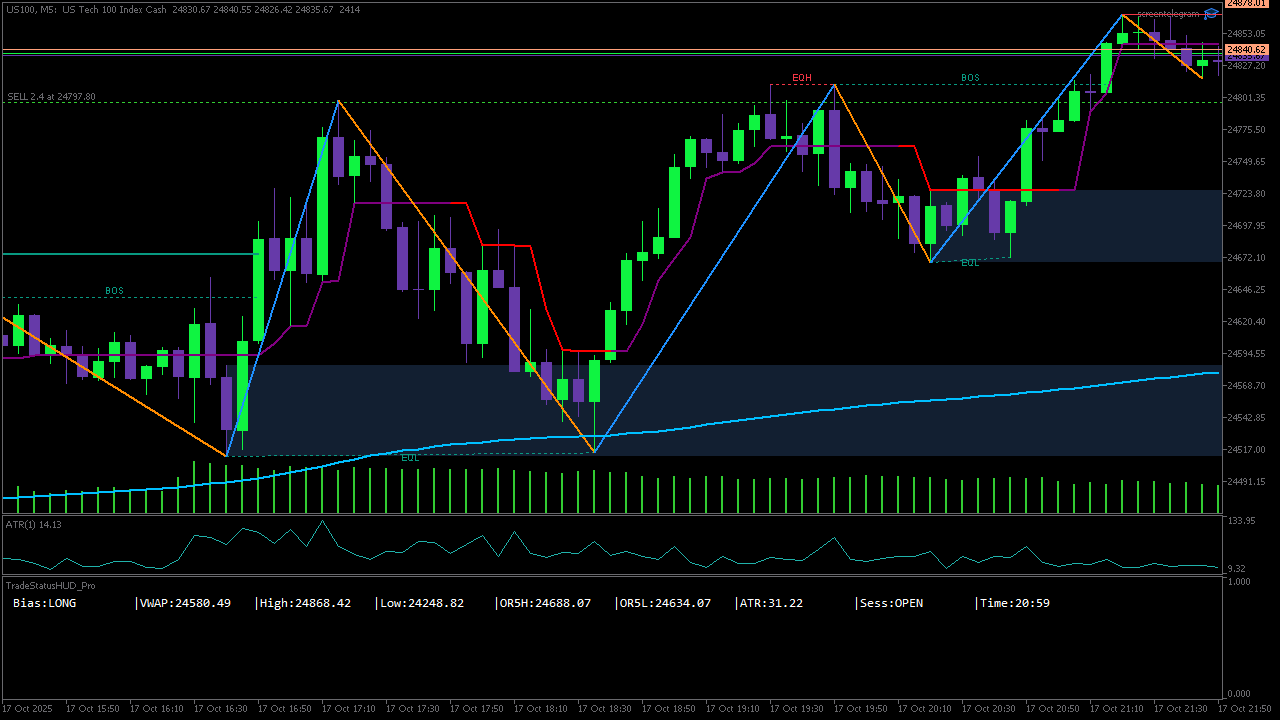 US100, M5: US Tech 100 Index Cash 24830.67 24840.55 24826.42 24835.67 2414
screentelegram
24878.01
24853.05
24840.62
24827.20
24801.35
24775.50
24749.65
24723.80
24697.95
24672.10
24646.25
24620.40
24594.55
24568.70
24542.85
24517.00
24491.15
SELL 2.4 at 24797.80
EQH
BOS
BOS
EQL
EQL
ATR(1) 14.13
133.95
9.32
TradeStatusHUD_Pro
1.000
Bias:LONG |VWAP:24580.49 |High:24868.42 |Low:24248.82 |OR5H:24688.07 |OR5L:24634.07 |ATR:31.22 |Sess:OPEN |Time:20:59
0.000
17 Oct 2025 17 Oct 15:50 17 Oct 16:10 17 Oct 16:30 17 Oct 16:50 17 Oct 17:10 17 Oct 17:30 17 Oct 17:50 17 Oct 18:10 17 Oct 18:30 17 Oct 18:50 17 Oct 19:10 17 Oct 19:30 17 Oct 19:50 17 Oct 20:10 17 Oct 20:30 17 Oct 20:50 17 Oct 21:10 17 Oct 21:30 17 Oct 21:50